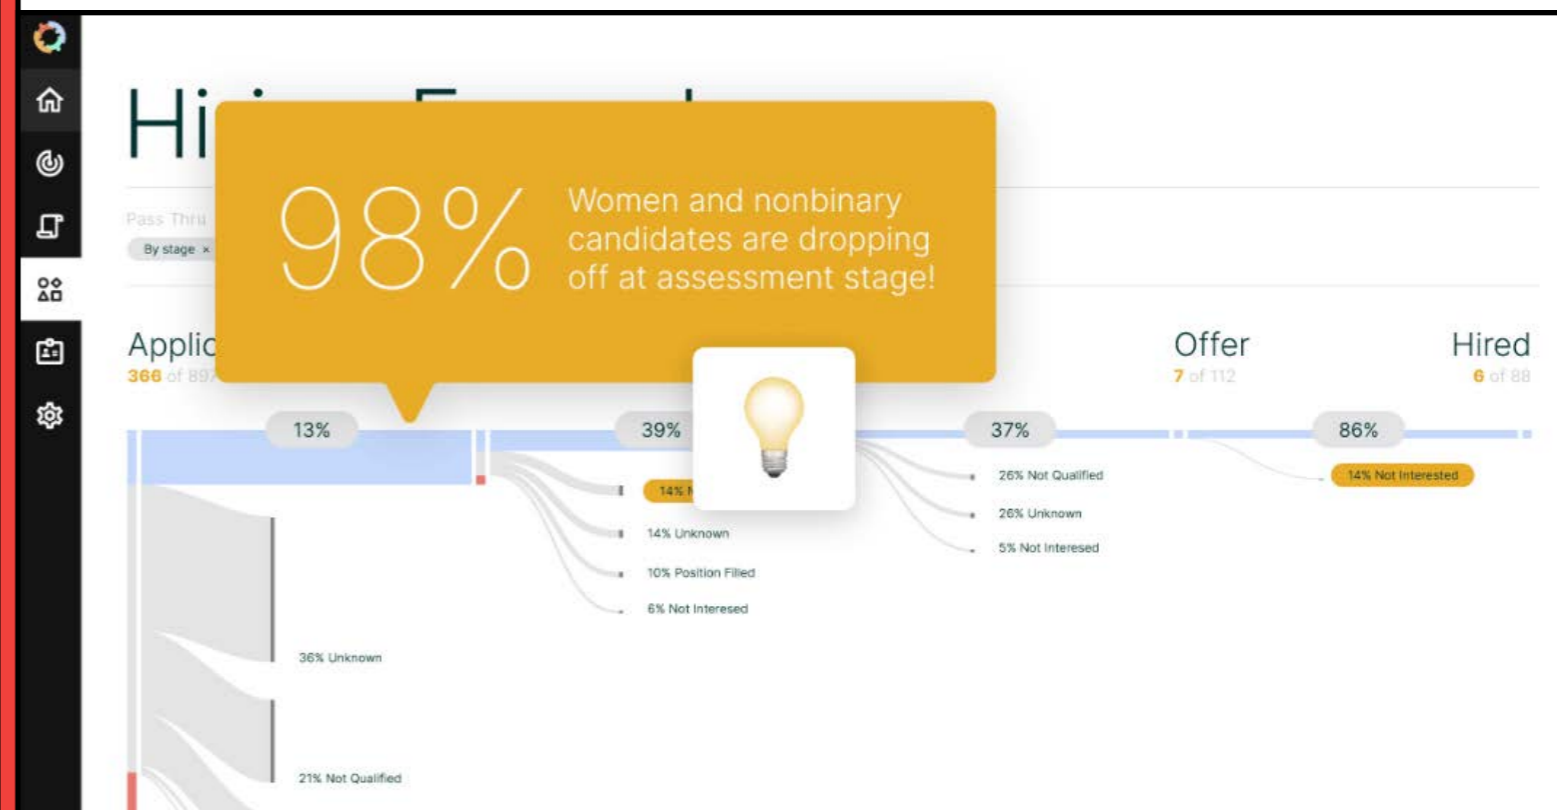 98%
Women and nonbinary
candidates are dropping
off at assessment stage!
Pass Thru
By stage ×
Offer
Hired
366 of 897
7 of 112
6 of 88
13%
39%
37%
86%
14%
26% Not Qualified
14% Not Interested
26% Unknown
14% Unknown
5% Not Interesed
10% Position Filled
6% Not Interesed
36% Unknown
21% Not Qualified